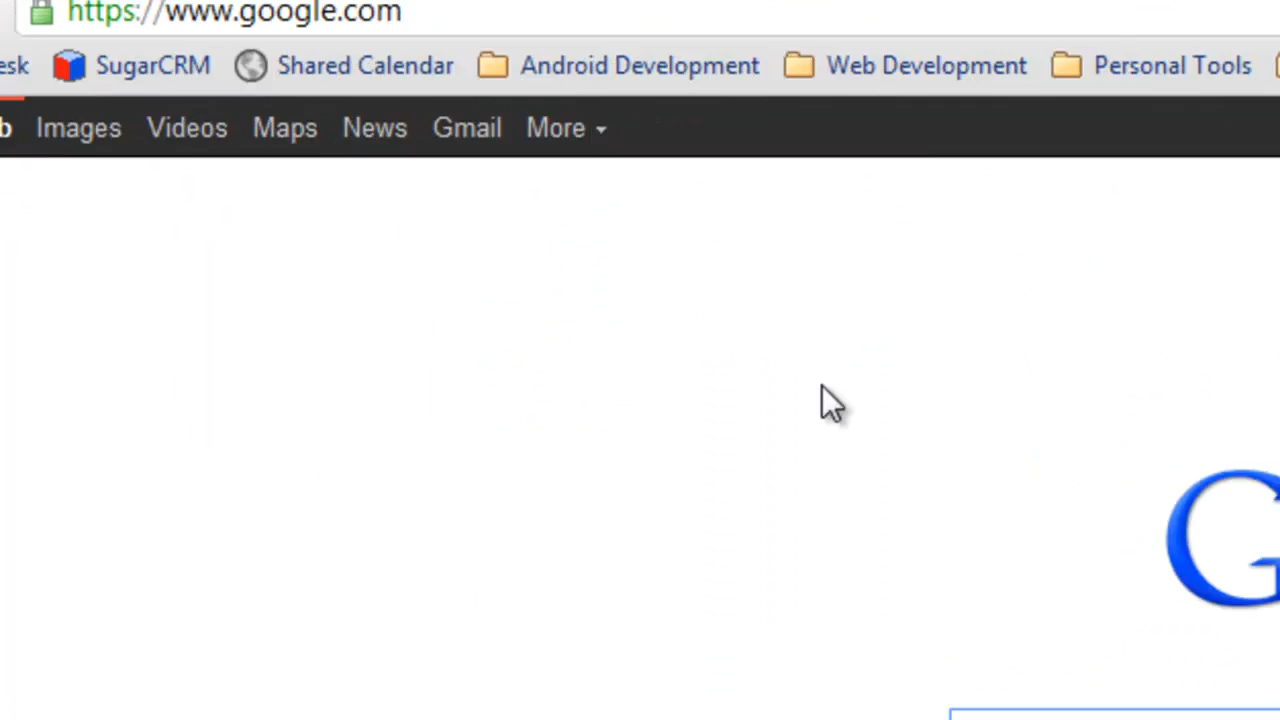 https://www.google.com
esk SugarCRM Shared Calendar Android Development Web Development Personal Tools
b Images Videos Maps News Gmail More
G